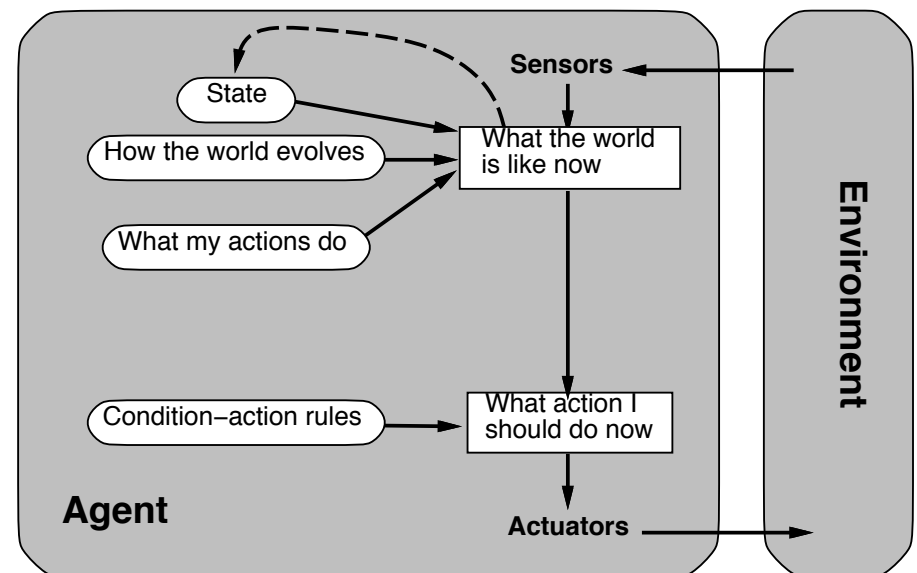 Sensors
State
What the world
is like now
How the world evolves
What my actions do
Environment
Condition−action rules
What action I
should do now
Agent
Actuators